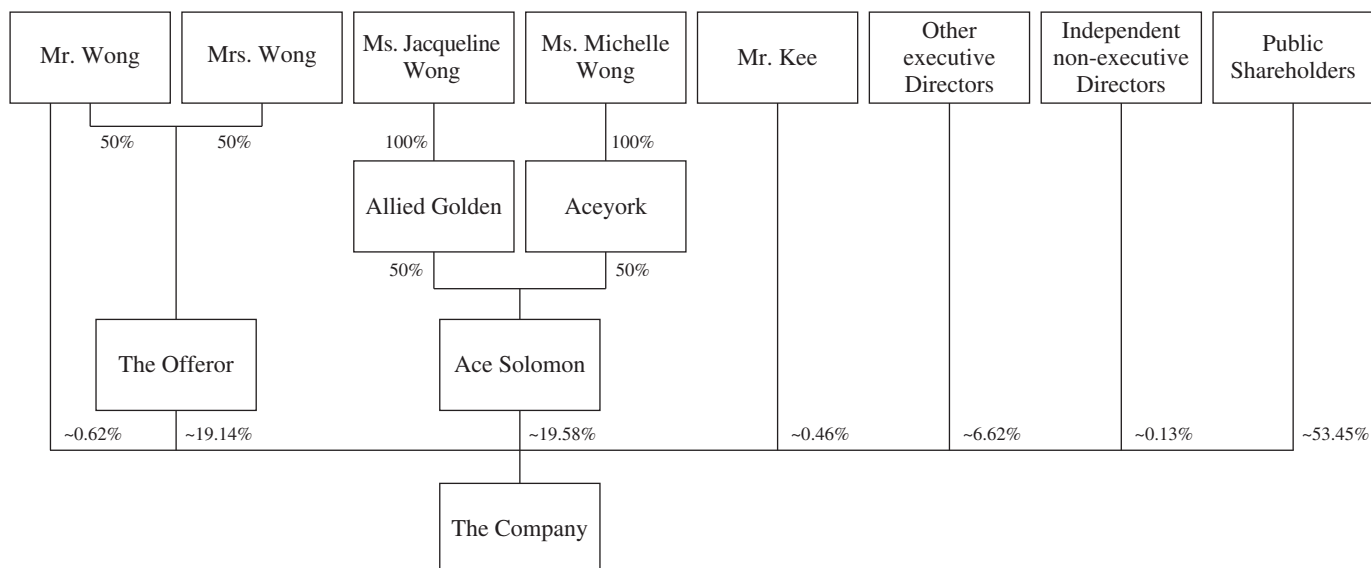 Mr. Wong
Mrs. Wong
Ms. Jacqueline
Wong
Ms. Michelle
Wong
Mr. Kee
Other
executive
Directors
Independent
non-executive
Directors
Public
Shareholders
50%
50%
100%
100%
Allied Golden
Aceyork
50%
50%
The Offeror
Ace Solomon
~0.62%
~19.14%
~19.58%
~0.46%
~6.62%
~0.13%
~53.45%
The Company